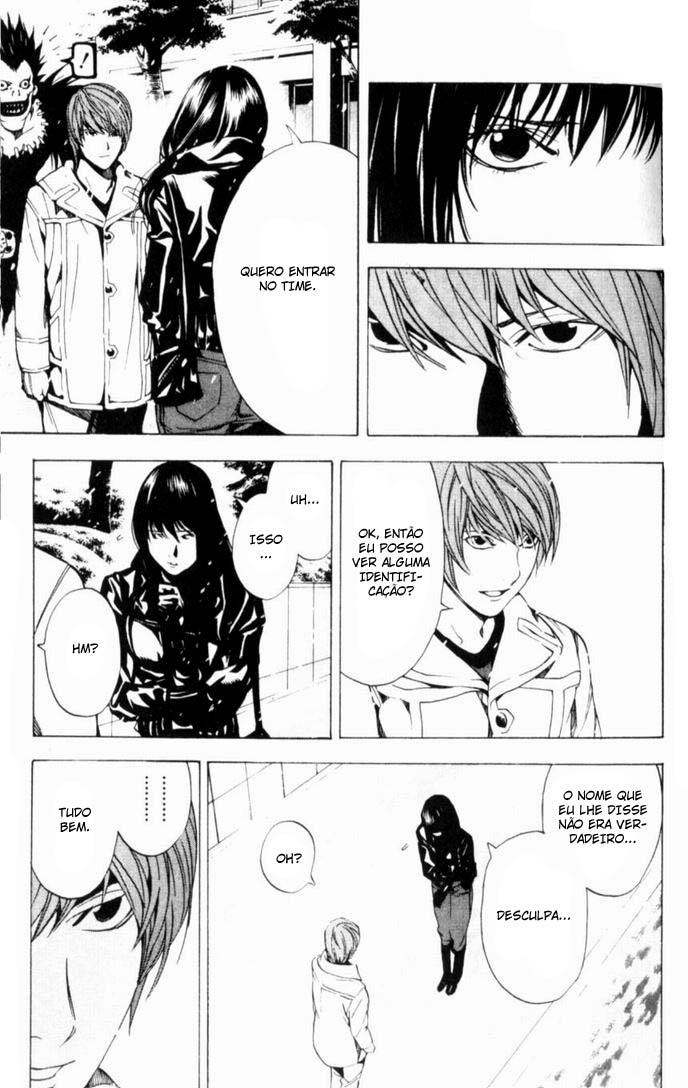 !
QUERO ENTRAR
NO TIME.
OK, ENTÃO
EU POSSO
VER ALGUMA
IDENTIFI-
CAÇÃO?
UH...
ISSO
...
HM?
O NOME QUE
EU LHE DISSE
NÃO ERA VER-
DADEIRO...
DESCULPA...
OH?
......
TUDO
BEM.